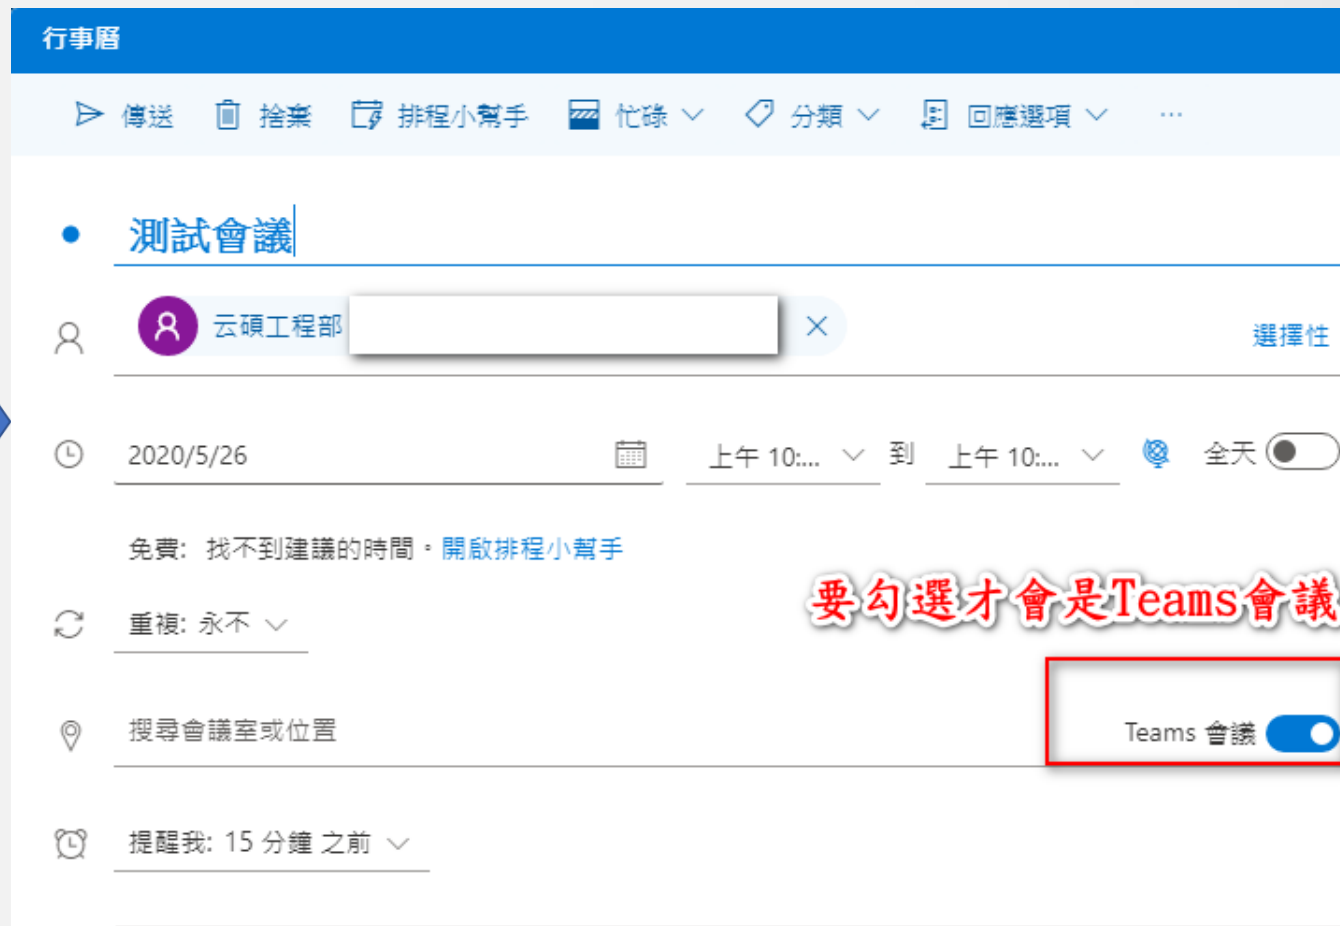 行事曆
傳送 捨棄 排程小幫手 忙碌 分類 回應選項 ...
測試會議
云碩工程部
選擇性
2020/5/26 上午 10:... 到 上午 10:... 全天
免費: 找不到建議的時間。開啟排程小幫手
要勾選才會是Teams會議
重複: 永不
搜尋會議室或位置 Teams 會議
提醒我: 15 分鐘 之前